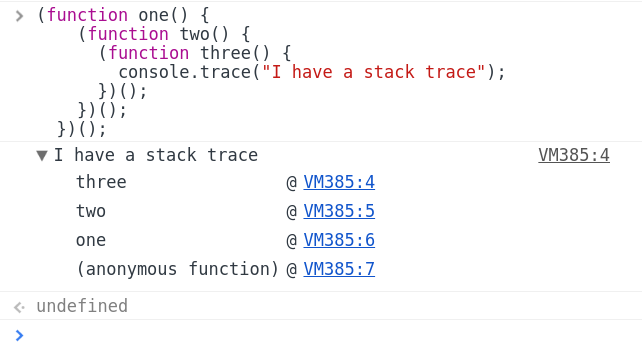 (function one() {
(function two() {
(function three() {
console.trace("I have a stack trace");
})();
})();
})();
I have a stack trace VM385:4
three @ VM385:4
two @ VM385:5
one @ VM385:6
(anonymous function) @ VM385:7
undefined